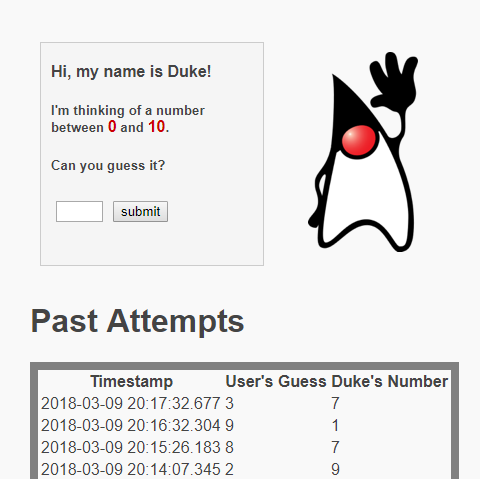 Hi, my name is Duke!
I'm thinking of a number
between 0 and 10.
Can you guess it?
submit
Past Attempts
Timestamp User's Guess Duke's Number
2018-03-09 20:17:32.677 3 7
2018-03-09 20:16:32.304 9 1
2018-03-09 20:15:26.183 8 7
2018-03-09 20:14:07.345 2 9